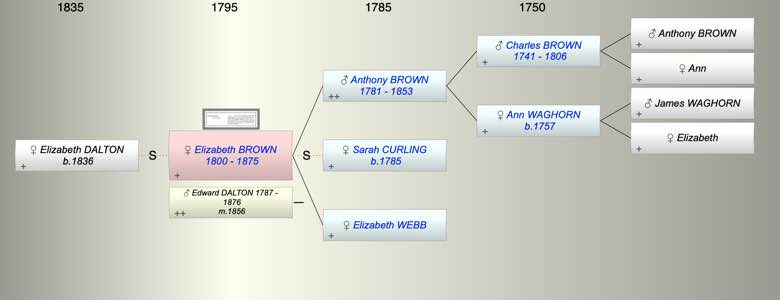 1835
1795
1785
1750
♀ Elizabeth DALTON
b.1836
+
S
♀ Elizabeth BROWN
1800 - 1875
+
♂ Edward DALTON 1787 -
1876
m.1856
++
♂ Anthony BROWN
1781 - 1853
++
S
♀ Sarah CURLING
b.1785
+
♀ Elizabeth WEBB
+
♂ Charles BROWN
1741 - 1806
+
♀ Ann WAGHORN
b.1757
+
♂ Anthony BROWN
+
♀ Ann
+
♂ James WAGHORN
+
♀ Elizabeth
+